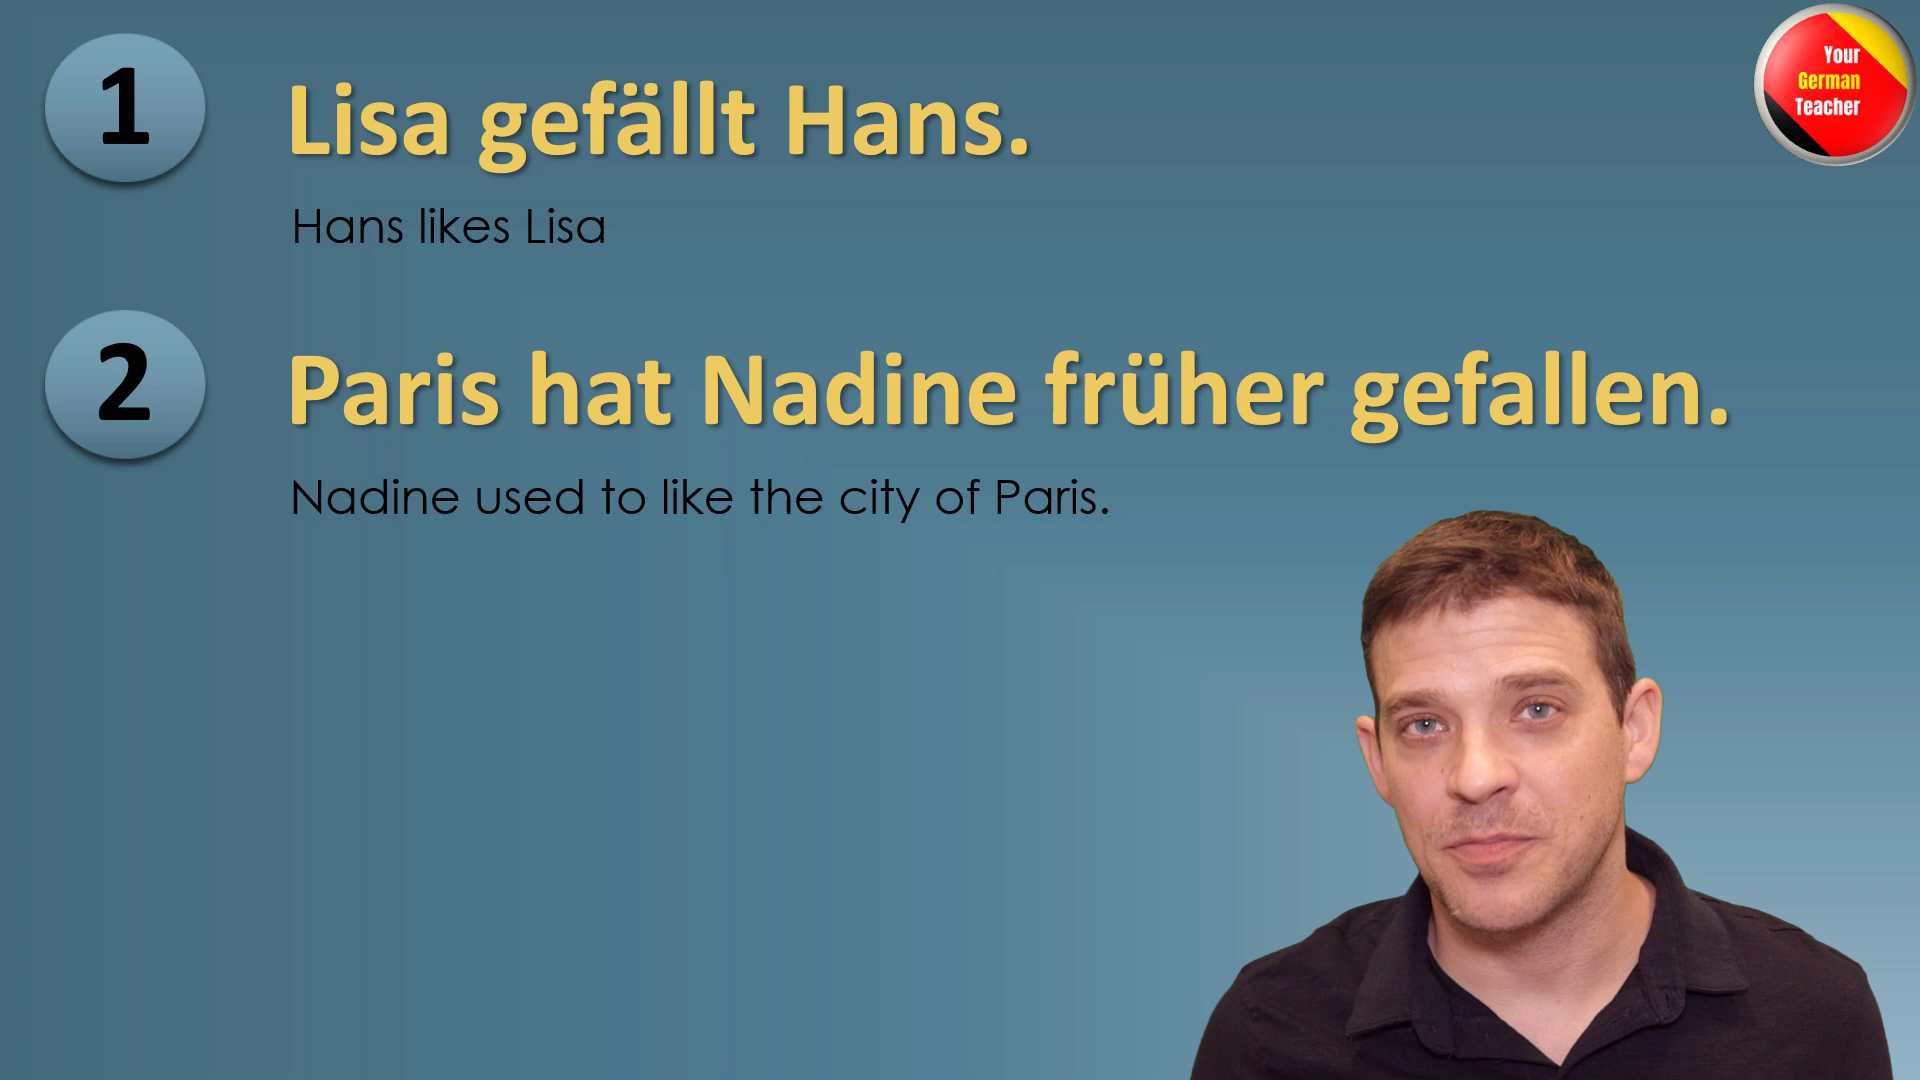 1
Lisa gefällt Hans.
Hans likes Lisa
2
Paris hat Nadine früher gefallen.
Nadine used to like the city of Paris.
Your
German
Teacher